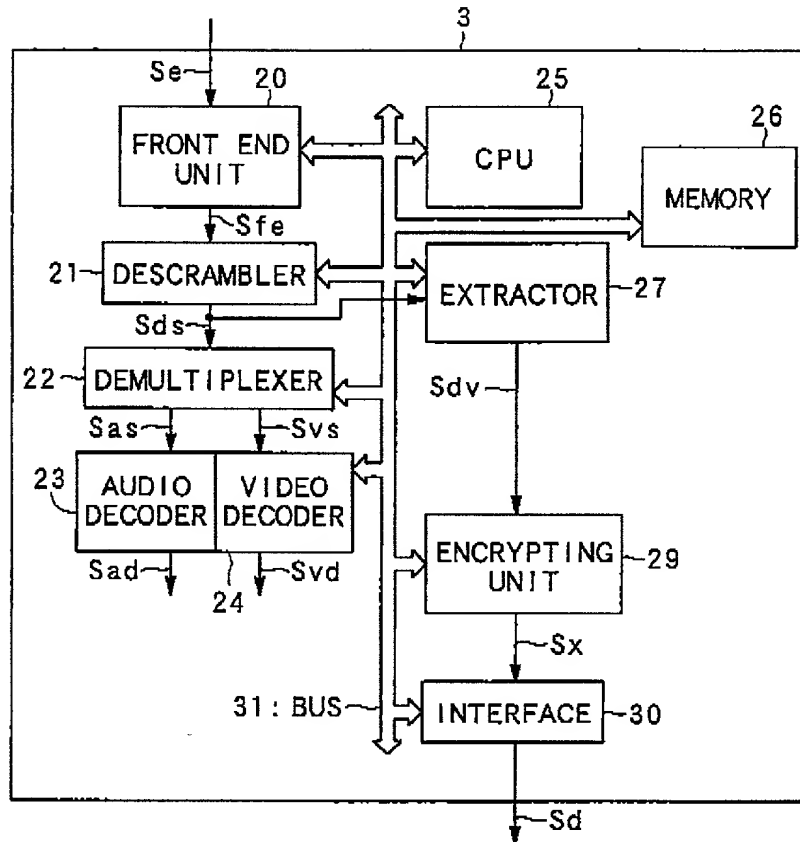 3
Se
20
FRONT END
UNIT
25
CPU
26
MEMORY
Sfe
21
DESCRAMBLER
EXTRACTOR
27
Sds
22
DEMULTIPLEXER
Sdv
Sas
Svs
23
AUDIO
DECODER
VIDEO
DECODER
ENCRYPTING
UNIT
29
Sad
24
Svd
Sx
31: BUS
INTERFACE
30
Sd